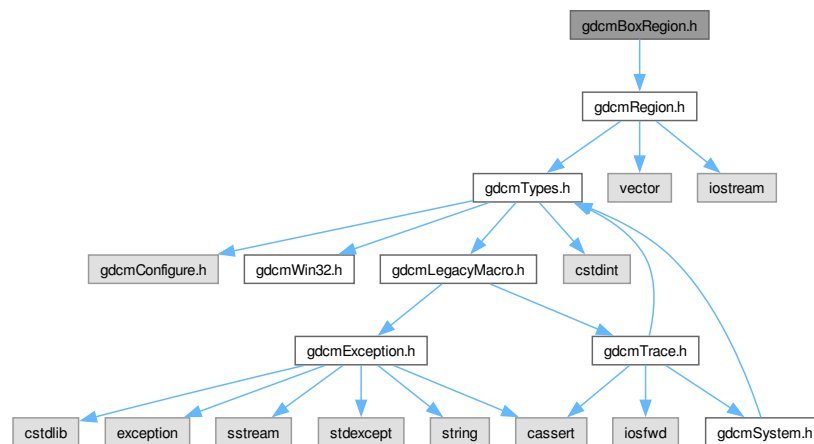 gdcmBoxRegion.h
gdcmRegion.h
gdcmTypes.h
vector
iostream
gdcmConfigure.h
gdcmWin32.h
gdcmLegacyMacro.h
cstdint
gdcmException.h
gdcmTrace.h
cstdlib
exception
sstream
stdexcept
string
cassert
iosfwd
gdcmSystem.h